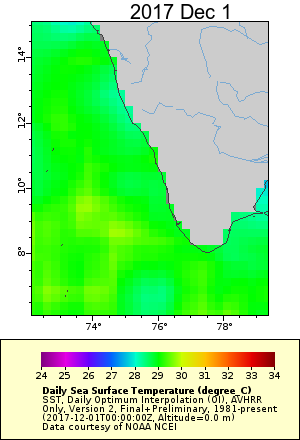 2017 Dec 1
14°
12°
10°
8°
74°
76°
78°
24 25 26 27 28 29 30 31 32 33 34
Daily Sea Surface Temperature (degree_C)
SST, Daily Optimum Interpolation (OI), AVHRR
Only, Version 2, Final+Preliminary, 1981-present
(2017-12-01T00:00:00Z, Altitude=0.0 m)
Data courtesy of NOAA NCEI